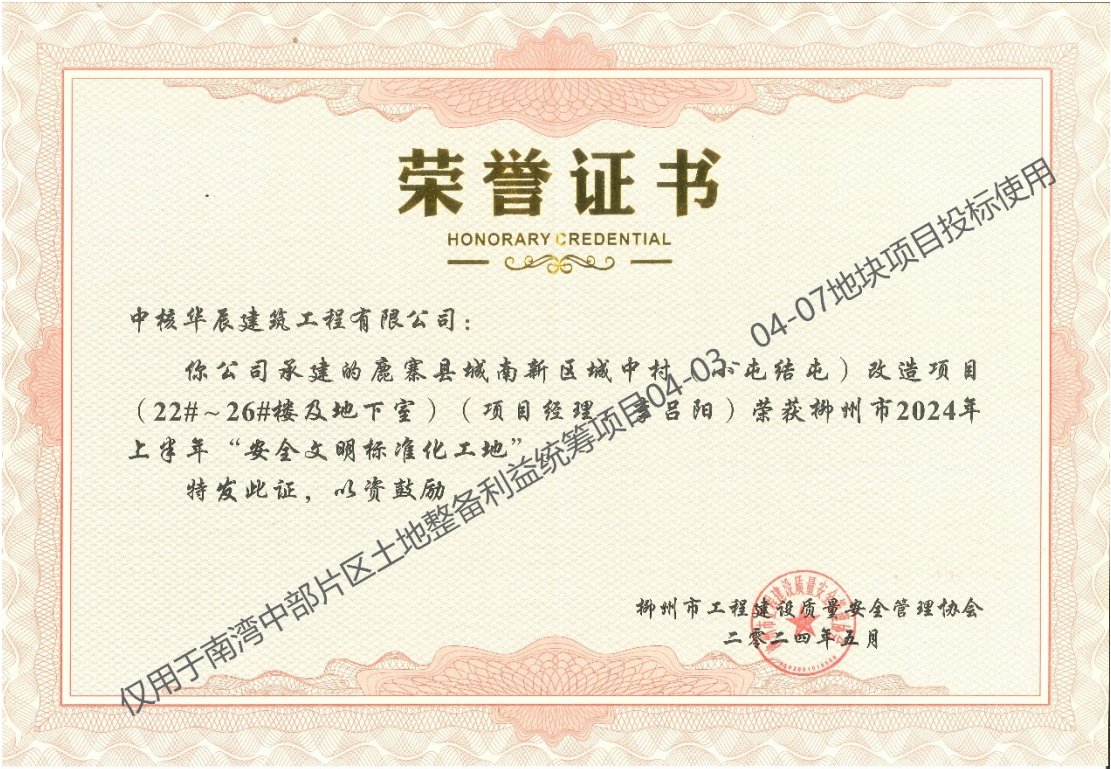 荣誉证书
HONORARY CREDENTIAL
中核华辰建筑工程有限公司：
你公司承建的鹿寨县城南新区城中村小屯结屯）改造项目
（22#～26#楼及地下室）（项目经理吕阳）荣获柳州市2024年
上半年“安全文明标准化工地”
特发此证，以资鼓励
柳州市工程建设质量安全管理协会
二零二四年五月
仅用于南湾中部片区土地整备利益统筹项目04-03、04-07地块项目投标使用